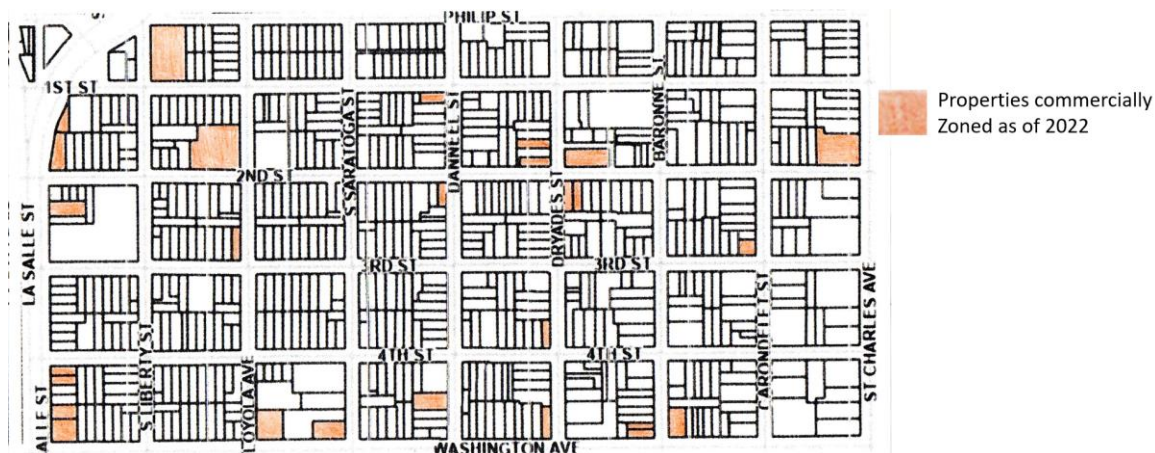 PHILIP ST
1ST ST
BARONNE ST
S SARATOGA ST
DANNEEL ST
2ND ST
DRYADES ST
LA SALLE ST
3RD ST
3RD ST
CARONDELET ST
ST CHARLES AVE
S LIBERTY ST
4TH ST
4TH ST
LOYOLA AVE
ALLE ST
WASHINGTON AVE
Properties commercially
Zoned as of 2022